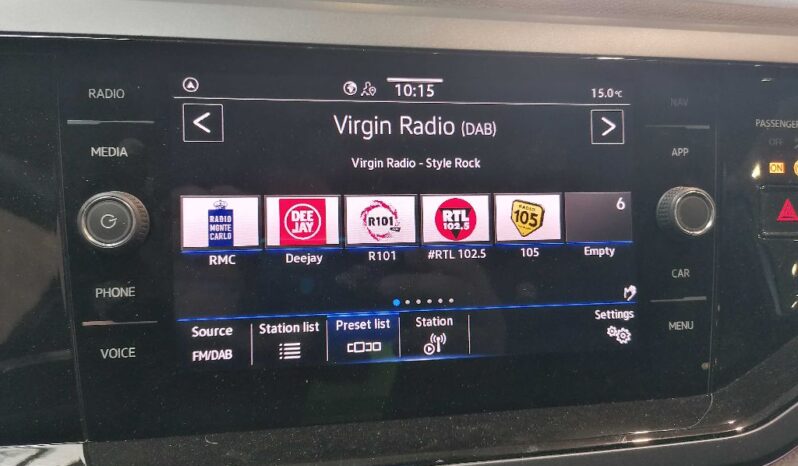 RADIO
MEDIA
PHONE
VOICE
10:15
15.0°C
Virgin Radio (DAB)
Virgin Radio - Style Rock
RADIO MONTE CARLO
DEE JAY
R101
RTL 102.5
RADIO 105
6
RMC
Deejay
R101
#RTL 102.5
105
Empty
Source
FM/DAB
Station list
Preset list
Station
Settings
NAV
APP
CAR
MENU
PASSENGER
OFF
ON